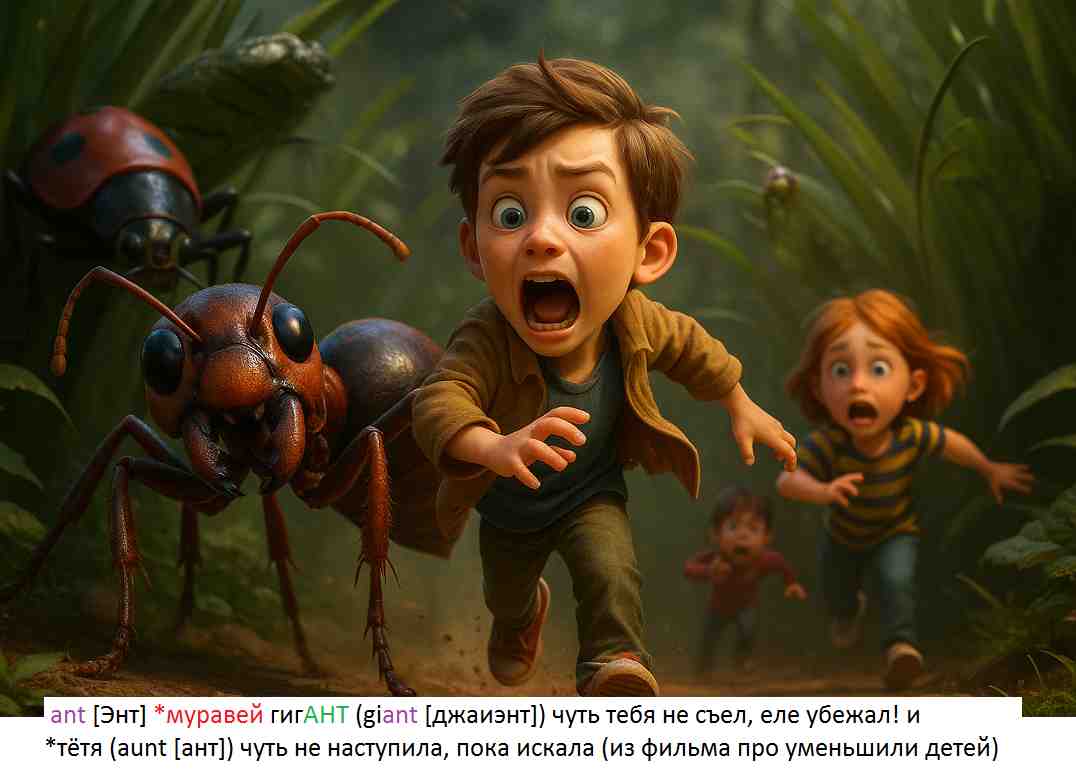 ant [Энт] *муравей гигАНТ (giant [джаиэнт]) чуть тебя не съел, еле убежал! и
*тётя (aunt [ант]) чуть не наступила, пока искала (из фильма про уменьшили детей)